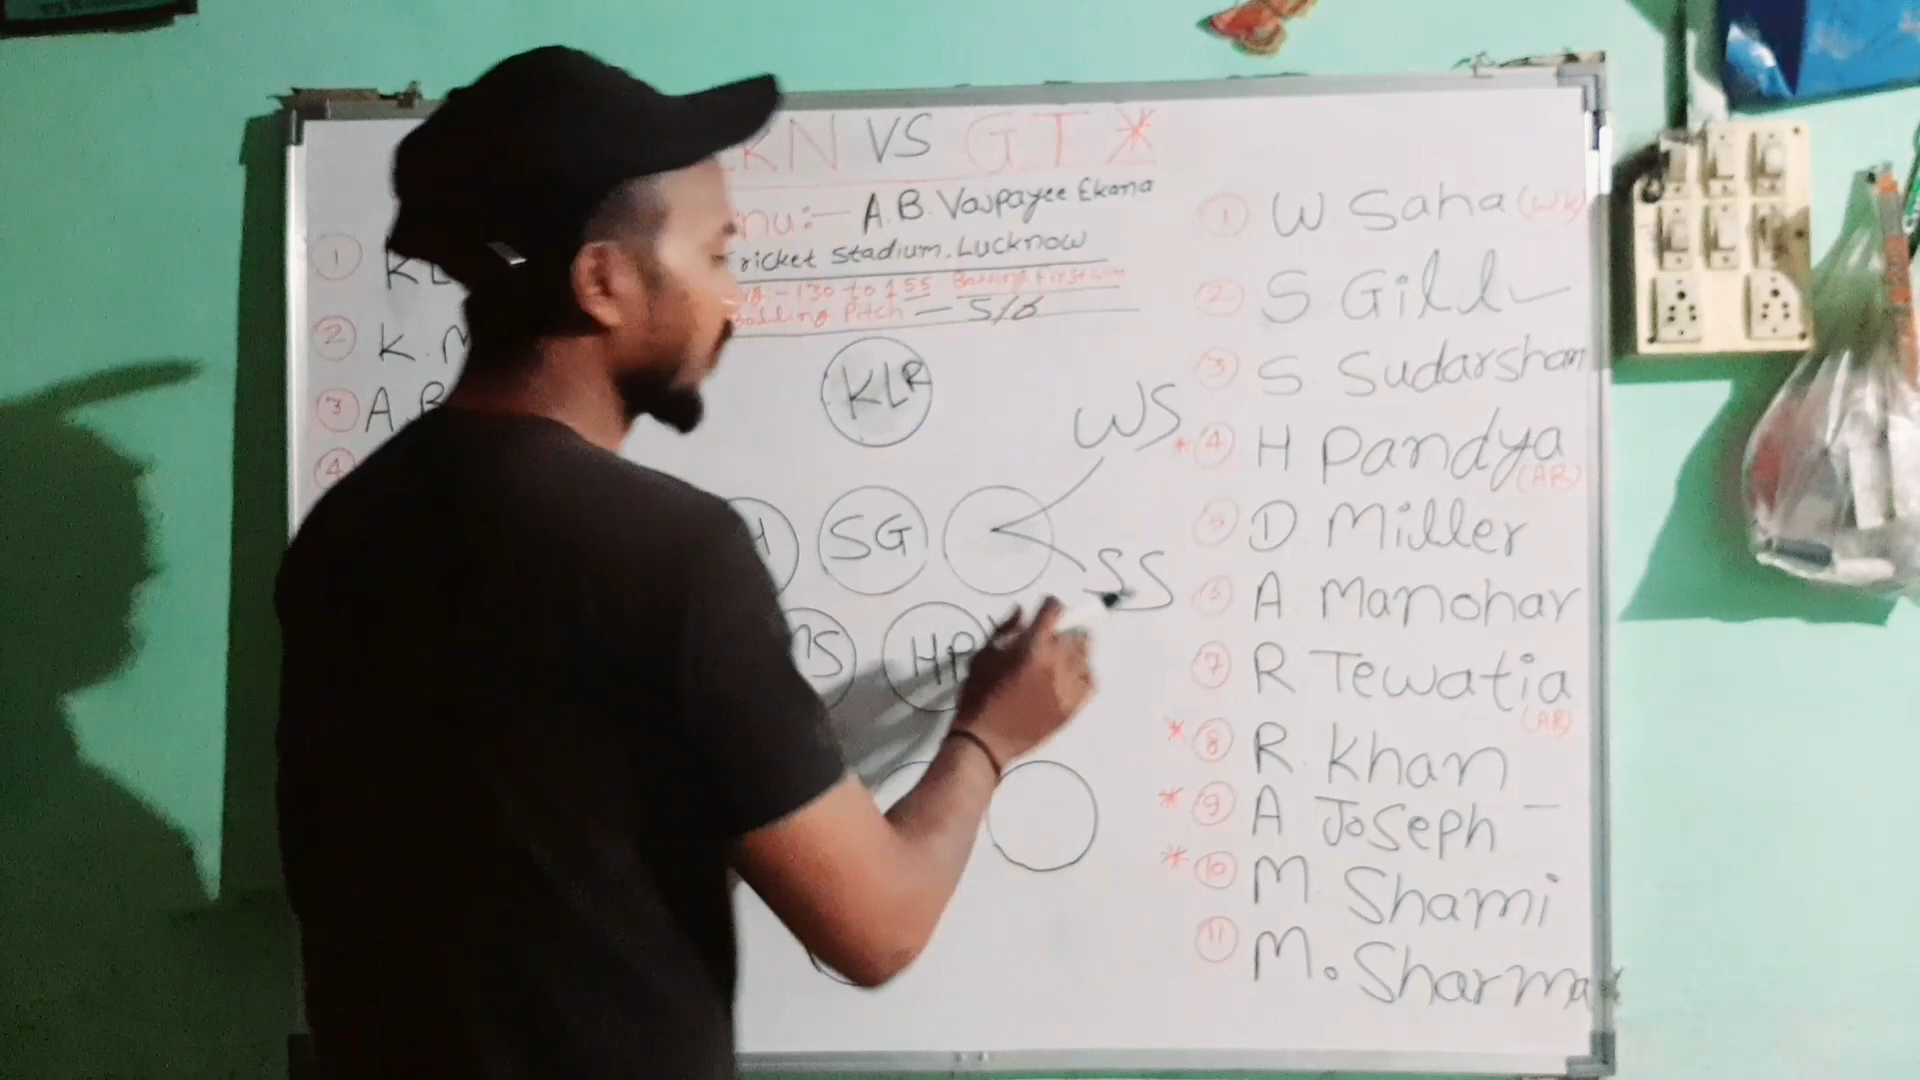 KN VS GT *
nu:- A.B. Vajpayee Ekana
Cricket Stadium. Lucknow
- 130 to 155 Batting First Win
Balling Pitch - 5/6
① KL
② K. M
③ A. B
④
KLR
SG
WS
SS
HP
① W Saha (WK)
② S. Gill
③ S. Sudarshan
* ④ H Pandya
(AR)
⑤ D Miller
⑥ A Manohar
⑦ R Tewatia
(AR)
* ⑧ R. Khan
* ⑨ A Joseph -
* ⑩ M. Shami
⑪ M. Sharma *